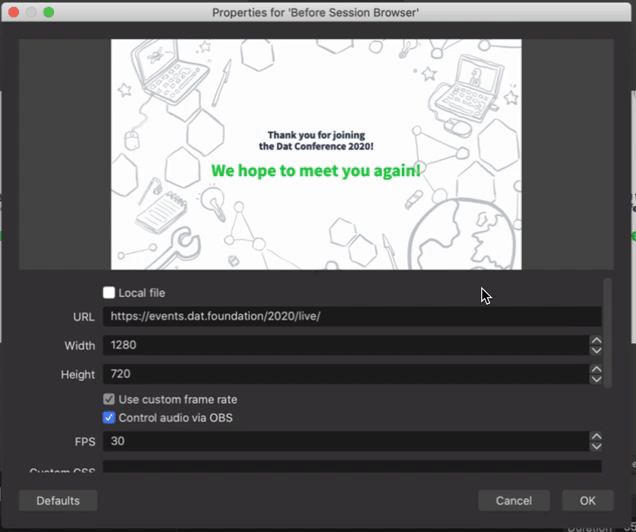 Properties for 'Before Session Browser'
Thank you for joining
the Dat Conference 2020!
We hope to meet you again!
Local file
URL https://events.dat.foundation/2020/live/
Width 1280
Height 720
Use custom frame rate
Control audio via OBS
FPS 30
Custom CSS
Defaults Cancel OK